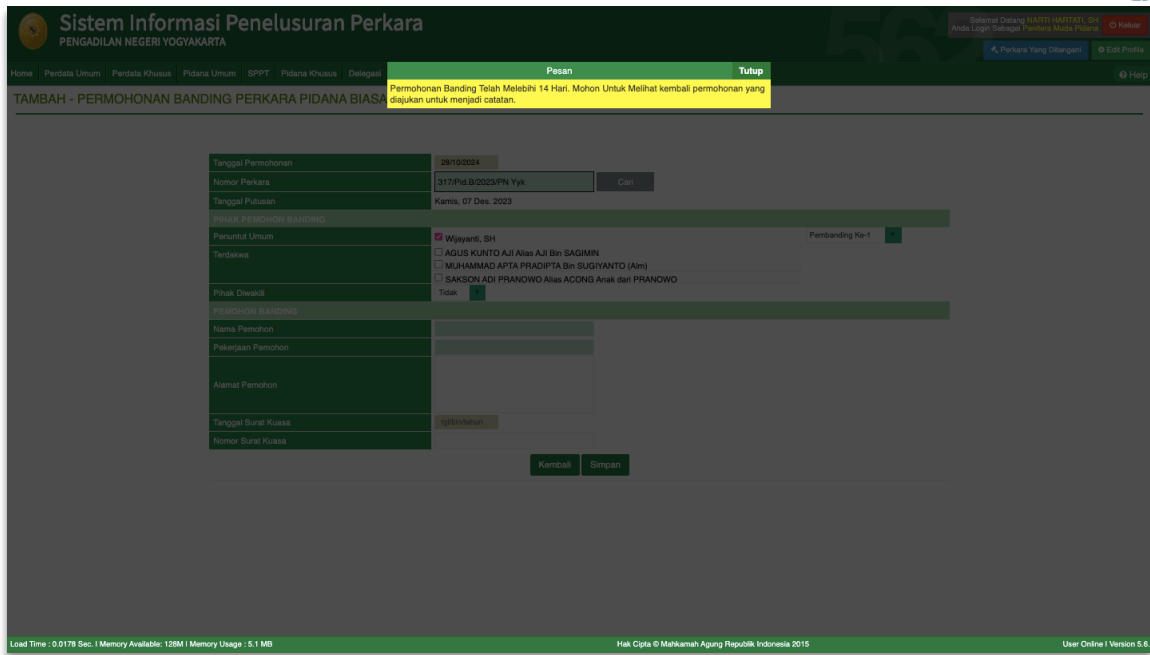 Sistem Informasi Penelusuran Perkara
PENGADILAN NEGERI YOGYAKARTA
Selamat Datang NARTI HARTATI, SH
Anda Login Sebagai Panitera Muda Pidana
Keluar
Perkara Yang Ditangani
Edit Profile
Home Perdata Umum Perdata Khusus Pidana Umum SPPT Pidana Khusus Delegasi
Help
Pesan
Tutup
Permohonan Banding Telah Melebihi 14 Hari. Mohon Untuk Melihat kembali permohonan yang
diajukan untuk menjadi catatan.
TAMBAH - PERMOHONAN BANDING PERKARA PIDANA BIASA
Tanggal Permohonan 28/10/2024
Nomor Perkara 317/Pid.B/2023/PN Yyk Cari
Tanggal Putusan Kamis, 07 Des. 2023
PIHAK PEMOHON BANDING
Penuntut Umum Wijayanti, SH Pembanding Ke-1
Terdakwa AGUS KUNTO AJI Alias AJI Bin SAGIMIN
MUHAMMAD APTA PRADIPTA Bin SUGIYANTO (Alm)
SAKSON ADI PRANOWO Alias ACONG Anak dari PRANOWO
Pihak Diwakili Tidak
PEMOHON BANDING
Nama Pemohon
Pekerjaan Pemohon
Alamat Pemohon
Tanggal Surat Kuasa tgl/bln/tahun
Nomor Surat Kuasa
Kembali Simpan
Load Time : 0.0178 Sec. | Memory Available: 128M | Memory Usage : 5.1 MB
Hak Cipta © Mahkamah Agung Republik Indonesia 2015
User Online | Version 5.6.